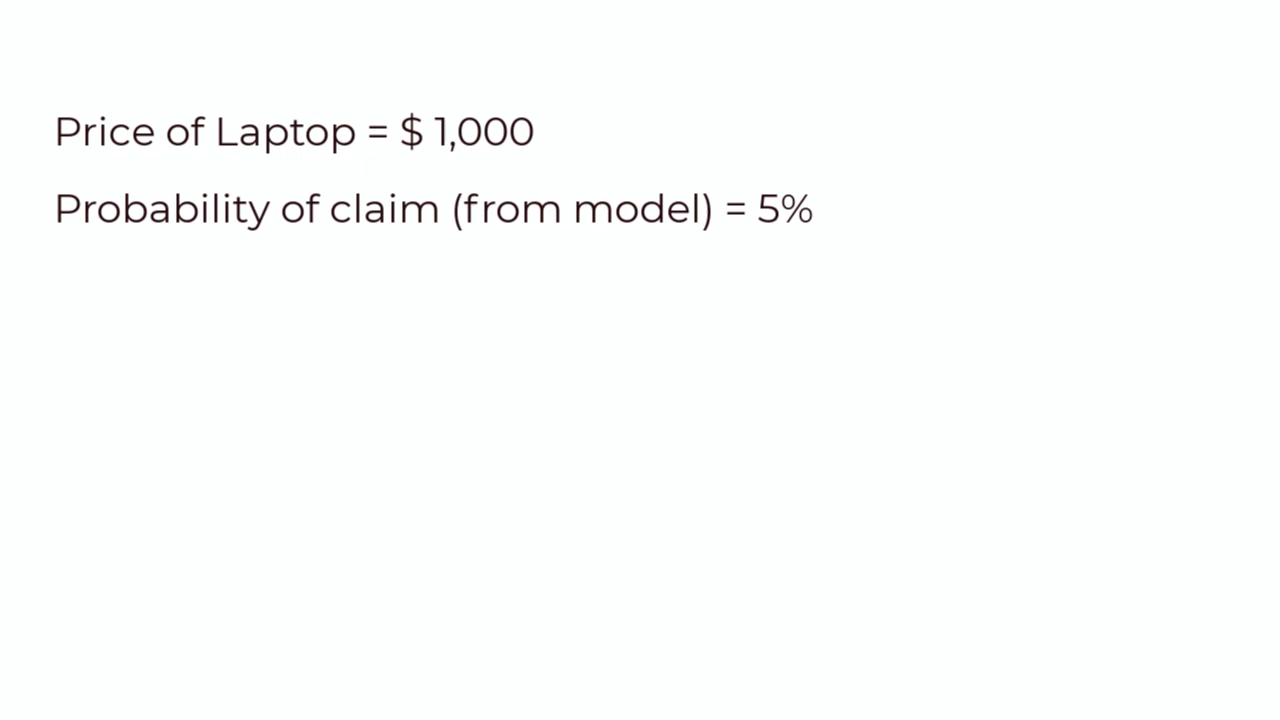 Price of Laptop = $ 1,000
Probability of claim (from model) = 5%